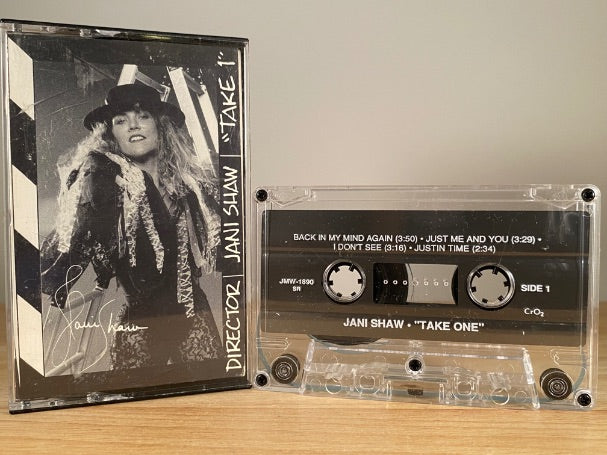 DIRECTOR | JANI SHAW | "TAKE 1"
Jani Shaw
BACK IN MY MIND AGAIN (3:50) • JUST ME AND YOU (3:29) •
I DON'T SEE (3:16) • JUSTIN TIME (2:34)
JMW-1890
SR
SIDE 1
CrO₂
JANI SHAW • "TAKE ONE"